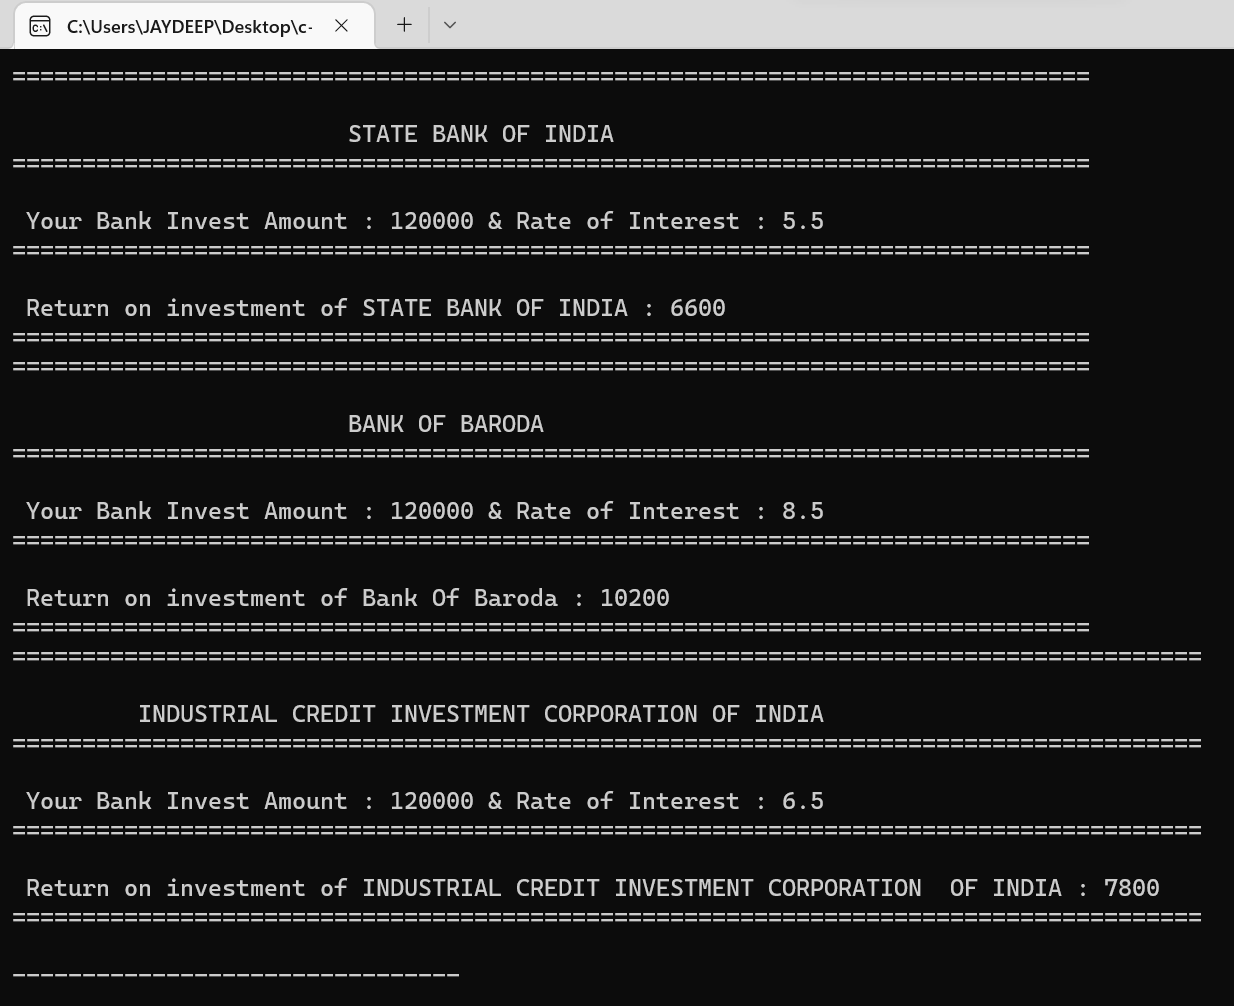 C:\Users\JAYDEEP\Desktop\c-
=============================================================================
STATE BANK OF INDIA
=============================================================================
Your Bank Invest Amount : 120000 & Rate of Interest : 5.5
=============================================================================
Return on investment of STATE BANK OF INDIA : 6600
=============================================================================
=============================================================================
BANK OF BARODA
=============================================================================
Your Bank Invest Amount : 120000 & Rate of Interest : 8.5
=============================================================================
Return on investment of Bank Of Baroda : 10200
=============================================================================
=====================================================================================
INDUSTRIAL CREDIT INVESTMENT CORPORATION OF INDIA
=====================================================================================
Your Bank Invest Amount : 120000 & Rate of Interest : 6.5
=====================================================================================
Return on investment of INDUSTRIAL CREDIT INVESTMENT CORPORATION  OF INDIA : 7800
=====================================================================================
--------------------------------